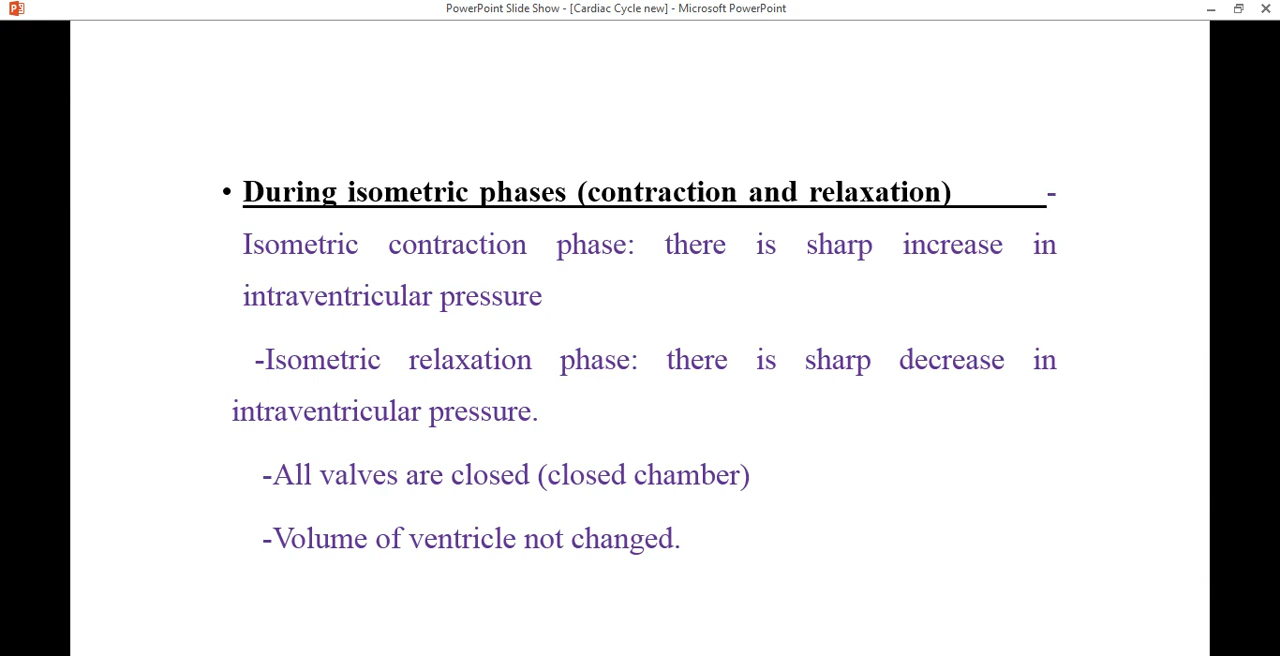 PowerPoint Slide Show - [Cardiac Cycle new] - Microsoft PowerPoint
• During isometric phases (contraction and relaxation) -
Isometric contraction phase: there is sharp increase in
intraventricular pressure
-Isometric relaxation phase: there is sharp decrease in
intraventricular pressure.
-All valves are closed (closed chamber)
-Volume of ventricle not changed.